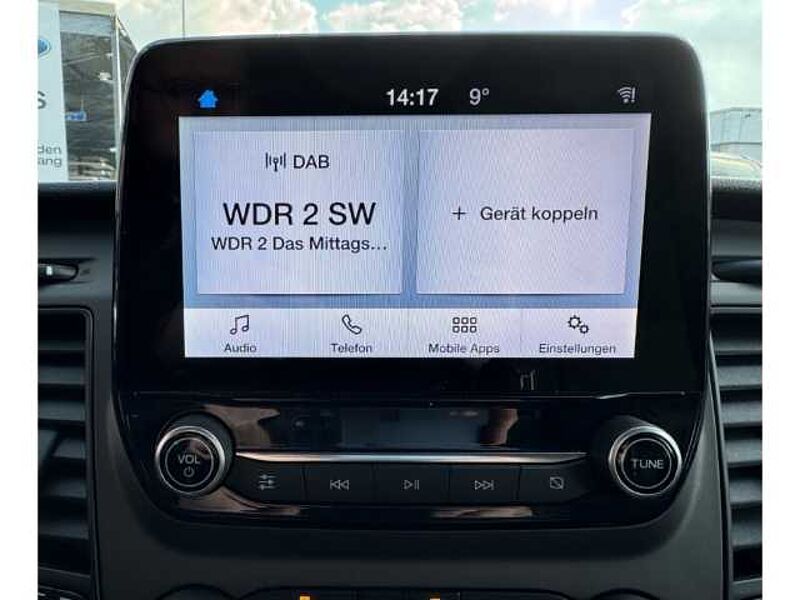 14:17 9°
DAB
WDR 2 SW
WDR 2 Das Mittags...
+ Gerät koppeln
Audio Telefon Mobile Apps Einstellungen
VOL
TUNE